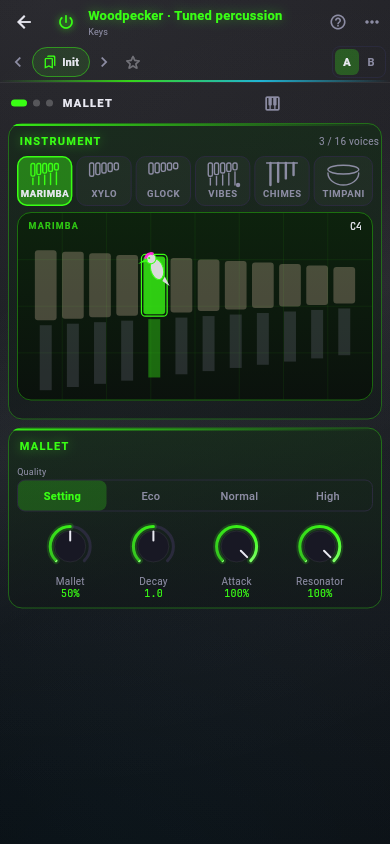 Woodpecker · Tuned percussion
Keys
Init
A B
MALLET
INSTRUMENT
3 / 16 voices
MARIMBA XYLO GLOCK VIBES CHIMES TIMPANI
MARIMBA
C4
MALLET
Quality
Setting Eco Normal High
Mallet Decay Attack Resonator
50% 1.0 100% 100%